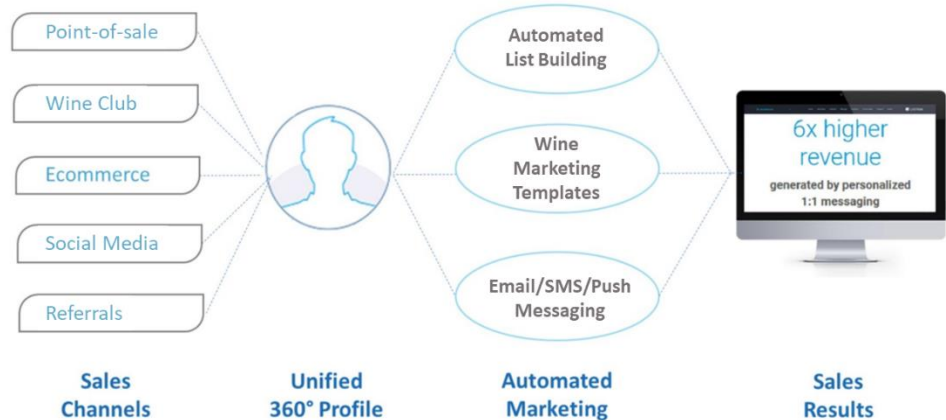 Point-of-sale
Wine Club
Ecommerce
Social Media
Referrals
Automated
List Building
Wine
Marketing
Templates
Email/SMS/Push
Messaging
6x higher
revenue
generated by personalized
1:1 messaging
Sales
Channels
Unified
360° Profile
Automated
Marketing
Sales
Results